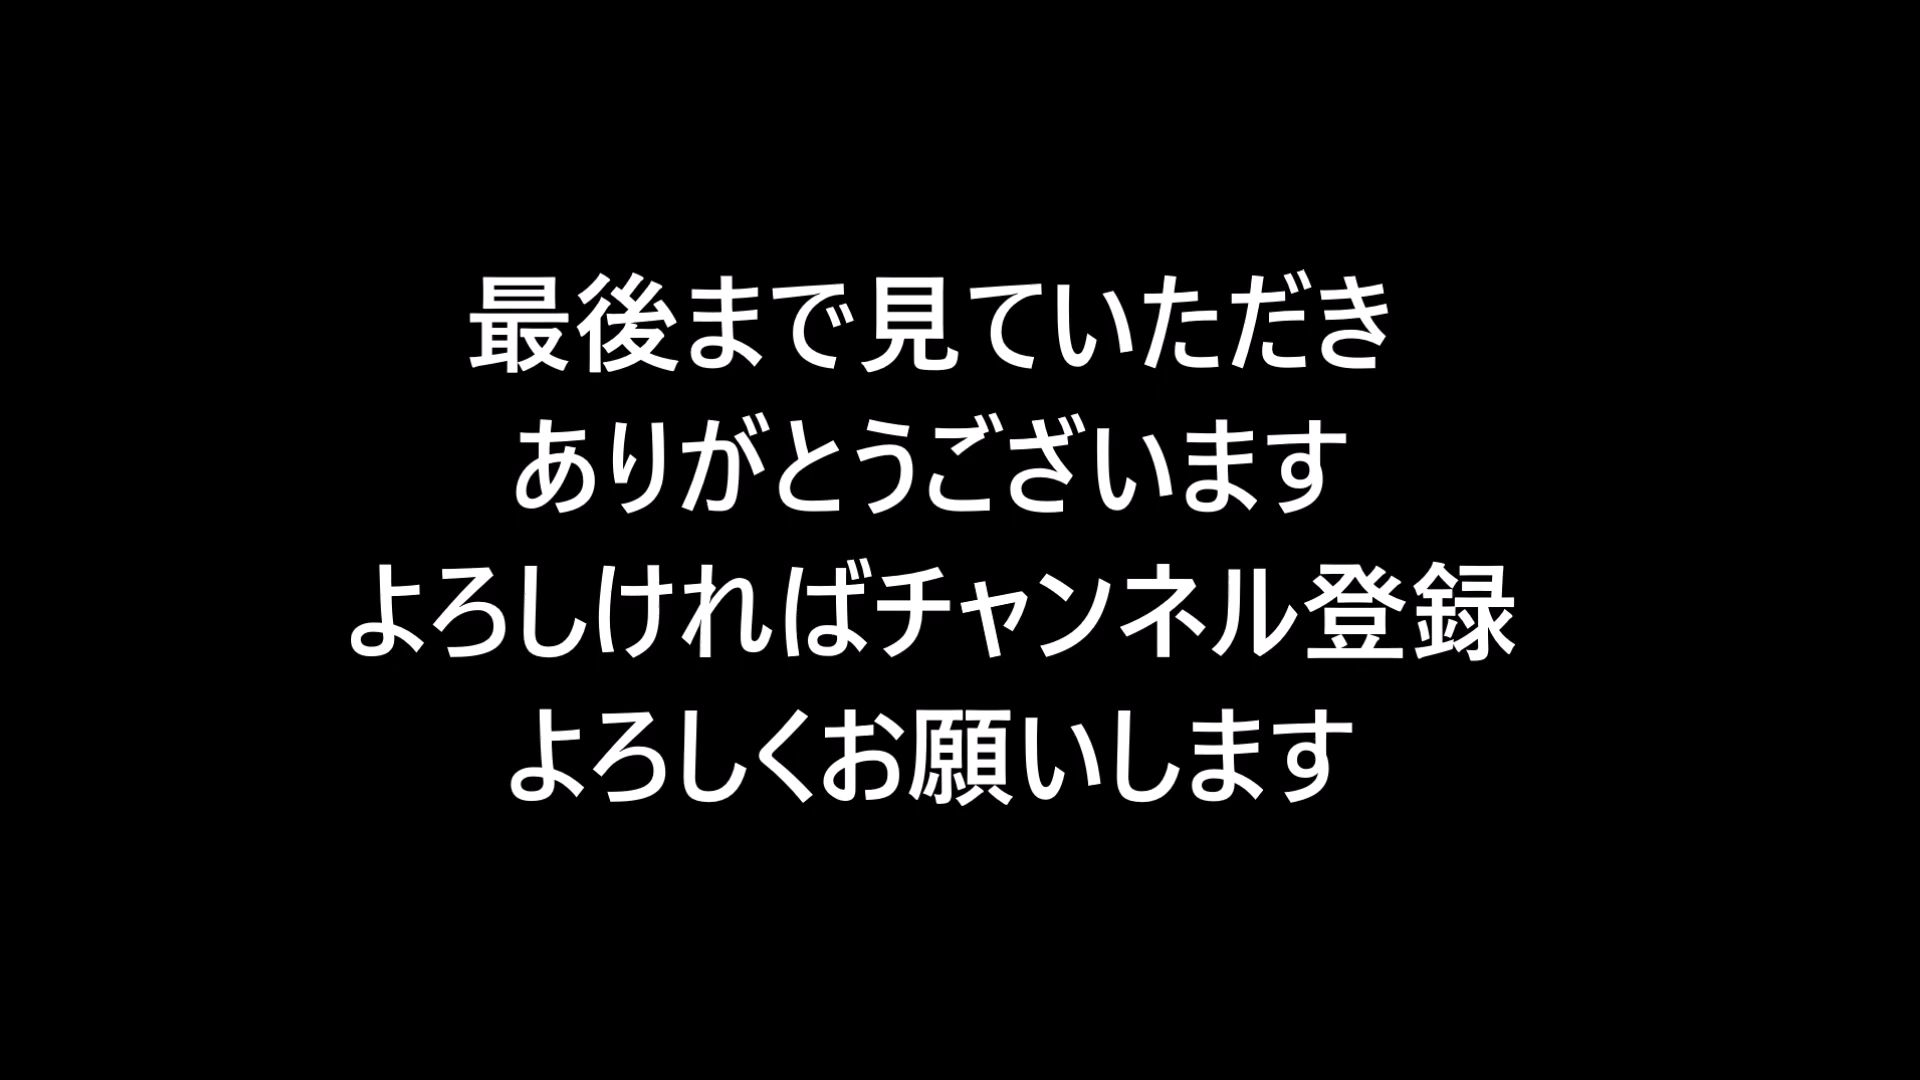 最後まで見ていただき
ありがとうございます
よろしければチャンネル登録
よろしくお願いします